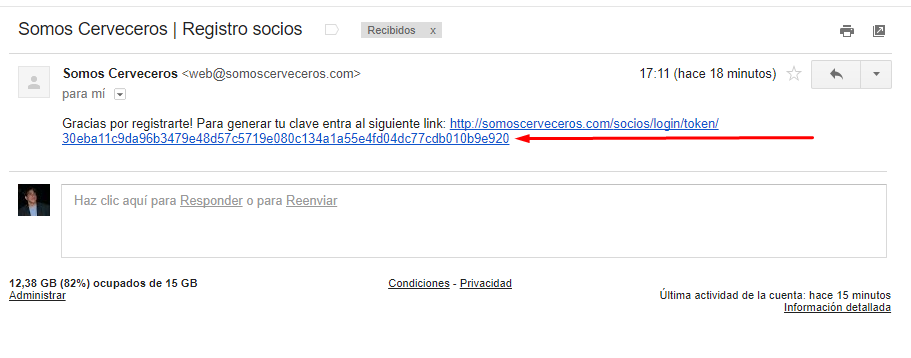 Somos Cerveceros | Registro socios
Recibidos x
Somos Cerveceros <web@somoscerveceros.com>
17:11 (hace 18 minutos)
para mí
Gracias por registrarte! Para generar tu clave entra al siguiente link: http://somoscerveceros.com/socios/login/token/
30eba11c9da96b3479e48d57c5719e080c134a1a55e4fd04dc77cdb010b9e920
Haz clic aquí para Responder o para Reenviar
12,38 GB (82%) ocupados de 15 GB
Administrar
Condiciones - Privacidad
Última actividad de la cuenta: hace 15 minutos
Información detallada